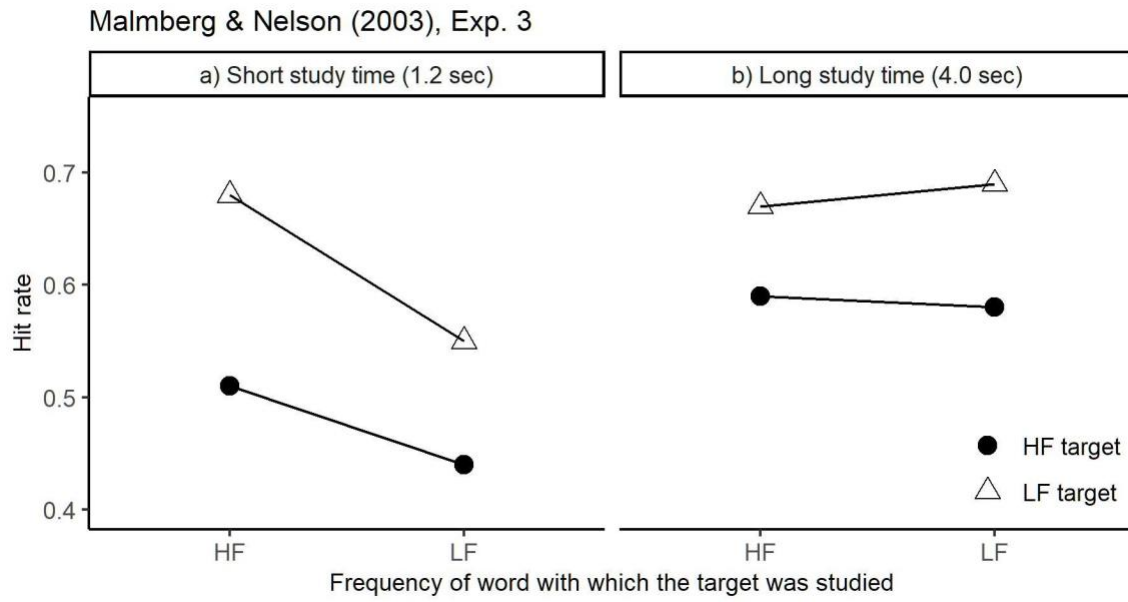 Malmberg & Nelson (2003), Exp. 3
a) Short study time (1.2 sec)
b) Long study time (4.0 sec)
Hit rate
0.7
0.6
0.5
0.4
HF target
LF target
HF
LF
HF
LF
Frequency of word with which the target was studied